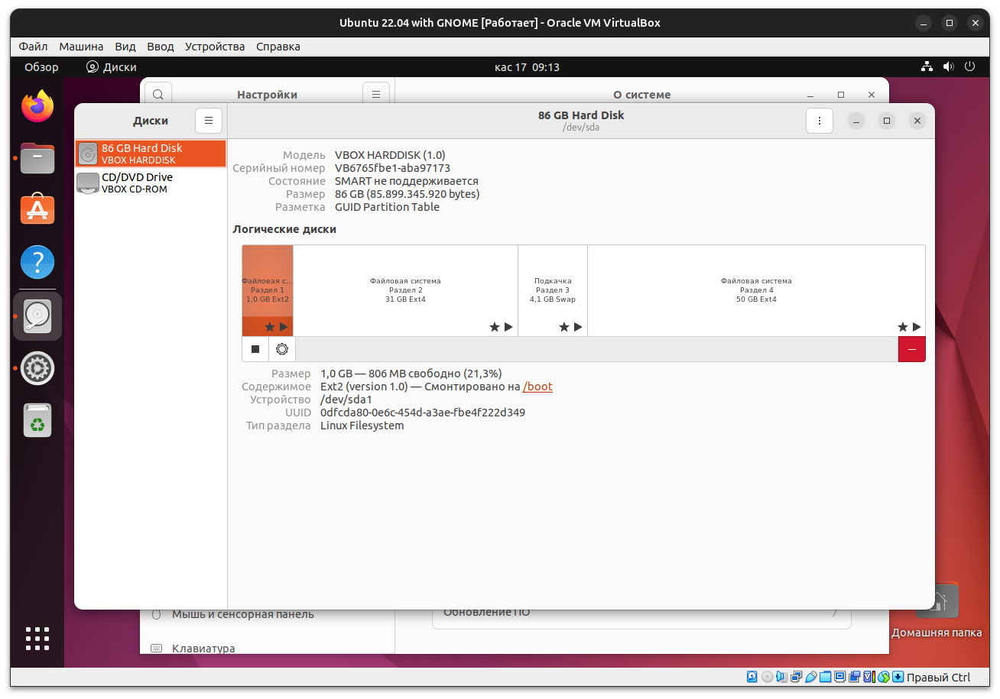 Ubuntu 22.04 with GNOME [Работает] - Oracle VM VirtualBox
Файл Машина Вид Ввод Устройства Справка
Обзор Диски кас 17 09:13
Настройки О системе
Диски
86 GB Hard Disk
/dev/sda
86 GB Hard Disk
VBOX HARDDISK
CD/DVD Drive
VBOX CD-ROM
Модель VBOX HARDDISK (1.0)
Серийный номер VB6765fbe1-aba97173
Состояние SMART не поддерживается
Размер 86 GB (85.899.345.920 bytes)
Разметка GUID Partition Table
Логические диски
Файловая с...
Раздел 1
1,0 GB Ext2
Файловая система
Раздел 2
31 GB Ext4
Подкачка
Раздел 3
4,1 GB Swap
Файловая система
Раздел 4
50 GB Ext4
Размер 1,0 GB — 806 MB свободно (21,3%)
Содержимое Ext2 (version 1.0) — Смонтировано на /boot
Устройство /dev/sda1
UUID 0dfcda80-0e6c-454d-a3ae-fbe4f222d349
Тип раздела Linux Filesystem
Мышь и сенсорная панель
Обновление ПО
Клавиатура
Домашняя папка
Правый Ctrl